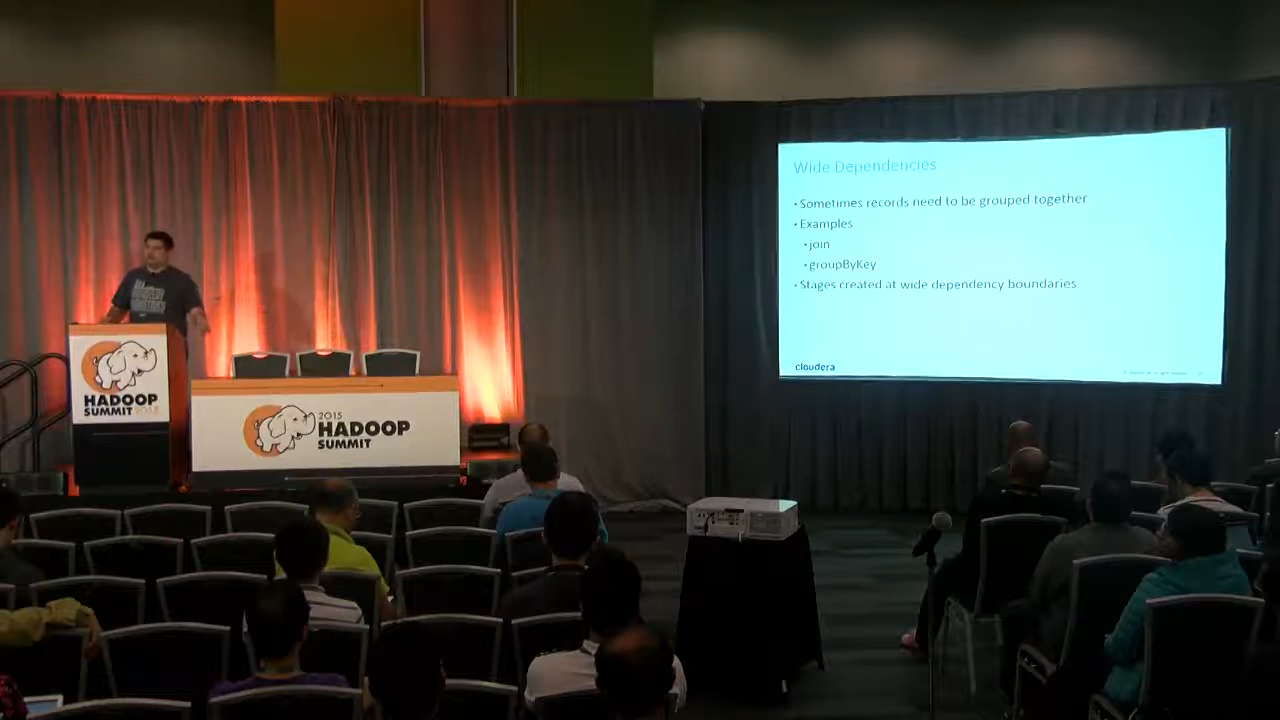 Wide Dependencies
• Sometimes records need to be grouped together
• Examples
• join
• groupByKey
• Stages created at wide dependency boundaries
cloudera
HADOOP
SUMMIT 2015
2015
HADOOP
SUMMIT